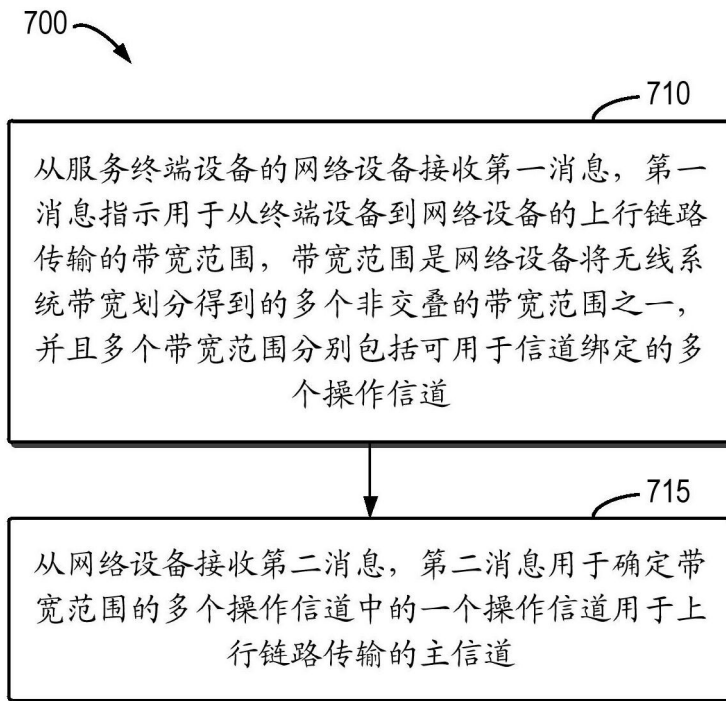 700
710
从服务终端设备的网络设备接收第一消息，第一
消息指示用于从终端设备到网络设备的上行链路
传输的带宽范围，带宽范围是网络设备将无线系
统带宽划分得到的多个非交叠的带宽范围之一，
并且多个带宽范围分别包括可用于信道绑定的多
个操作信道
715
从网络设备接收第二消息，第二消息用于确定带
宽范围的多个操作信道中的一个操作信道用于上
行链路传输的主信道